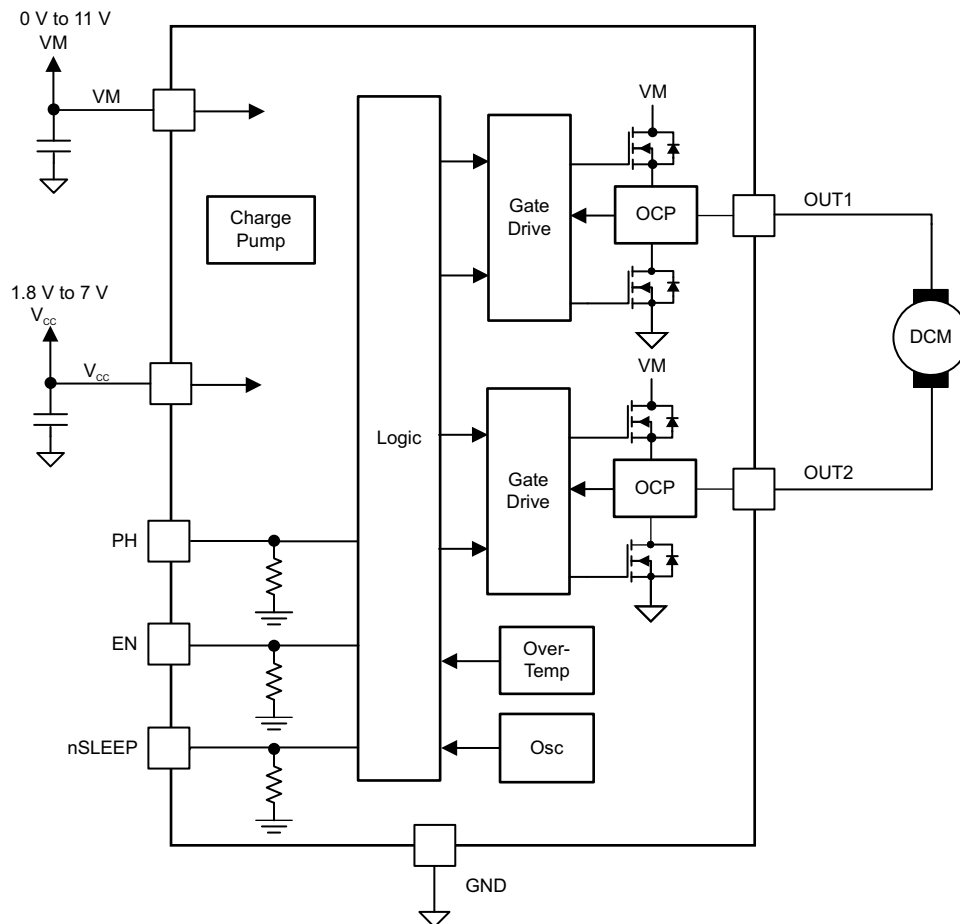 0 V to 11 V
VM
VM
Charge
Pump
1.8 V to 7 V
VCC
VCC
PH
EN
nSLEEP
Logic
Gate
Drive
VM
OCP
OUT1
DCM
Gate
Drive
VM
OCP
OUT2
Over-
Temp
Osc
GND